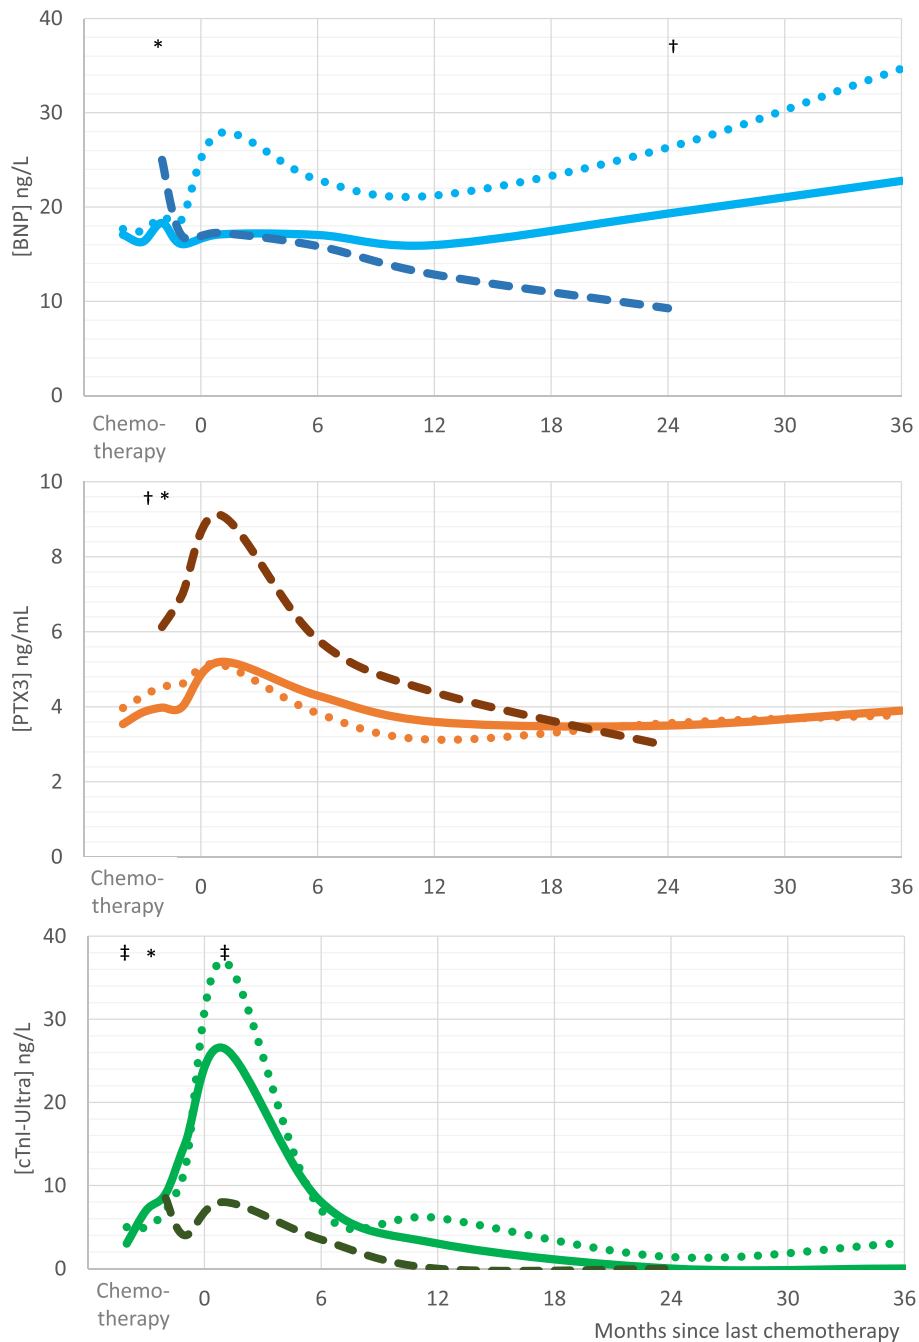 [BNP] ng/L
40
* †
30
20
10
0
Chemo-
therapy
0 6 12 18 24 30 36
[PTX3] ng/mL
10
† *
8
6
4
2
0
Chemo-
therapy
0 6 12 18 24 30 36
[cTnI-Ultra] ng/L
40
‡ * ‡
30
20
10
0
Chemo-
therapy
0 6 12 18 24 30 36
Months since last chemotherapy